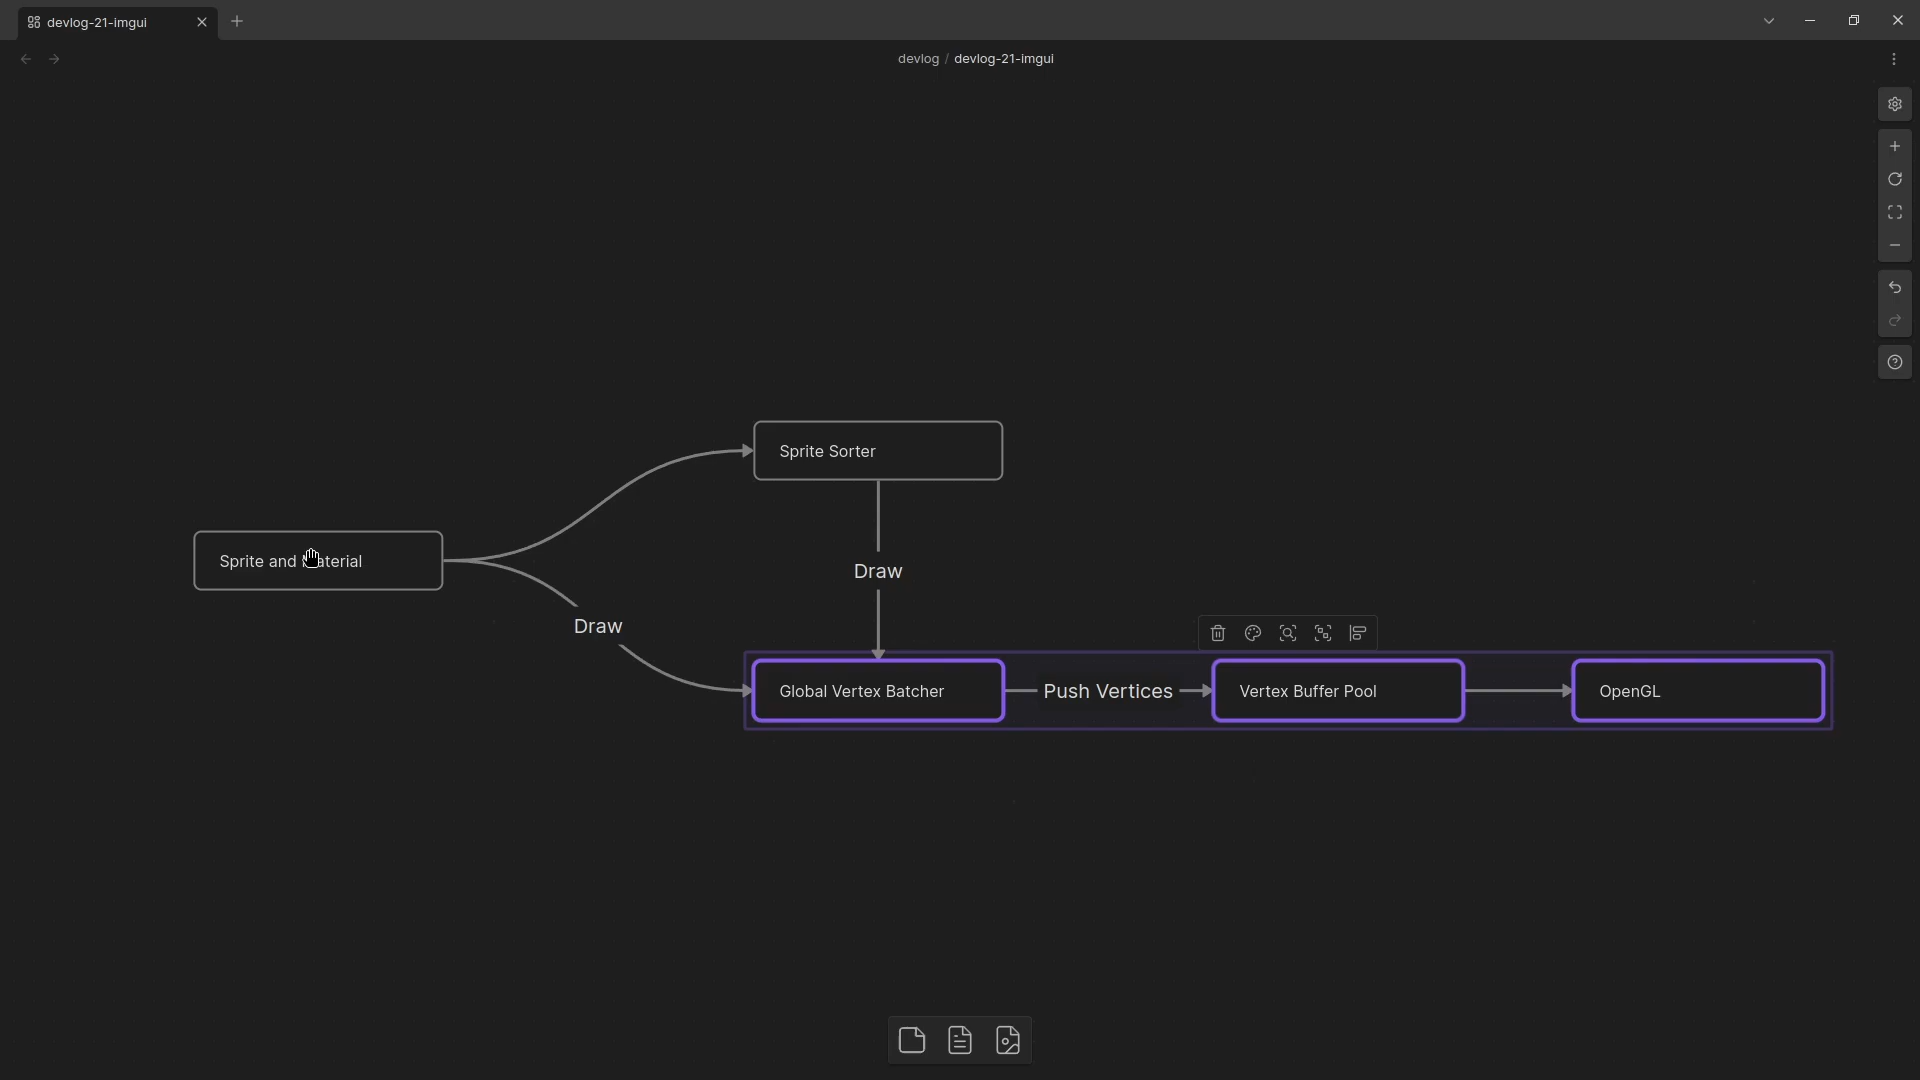 devlog-21-imgui
devlog / devlog-21-imgui
Sprite Sorter
Sprite and Material
Draw
Draw
Global Vertex Batcher
Push Vertices
Vertex Buffer Pool
OpenGL